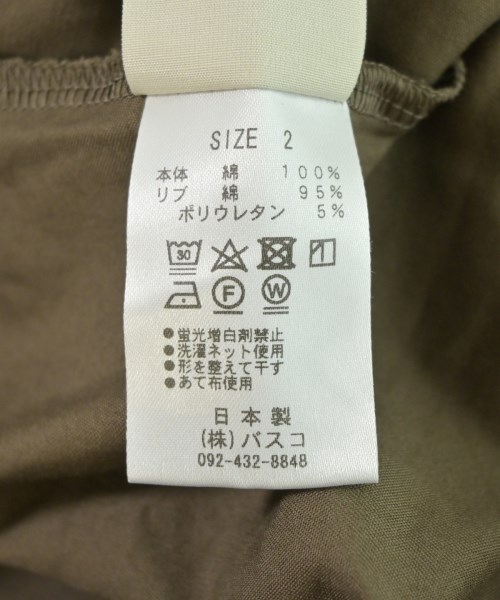 SIZE 2
本体 綿 100%
リブ 綿 95%
ポリウレタン 5%
30
F W
●蛍光増白剤禁止
●洗濯ネット使用
●形を整えて干す
●あて布使用
日本製
(株)パスコ
092-432-8848